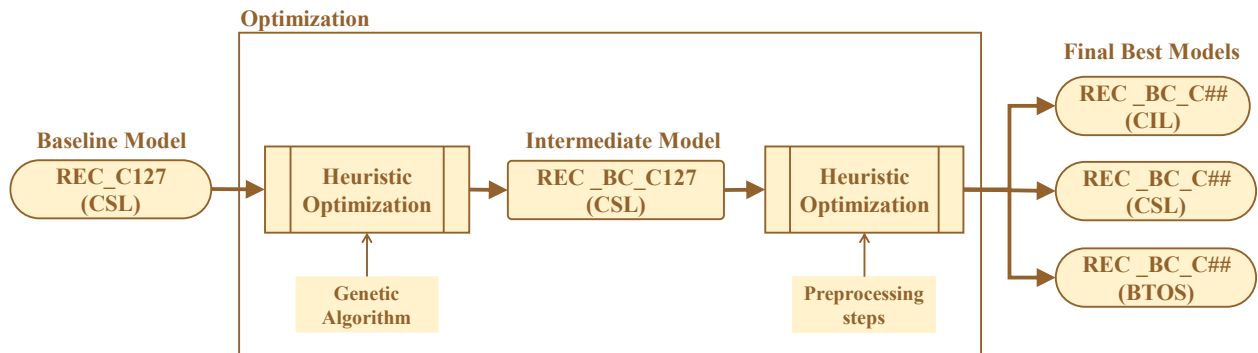 Optimization
Baseline Model
REC_C127
(CSL)
Heuristic
Optimization
Genetic
Algorithm
Intermediate Model
REC _BC_C127
(CSL)
Heuristic
Optimization
Preprocessing
steps
Final Best Models
REC _BC_C##
(CIL)
REC _BC_C##
(CSL)
REC _BC_C##
(BTOS)